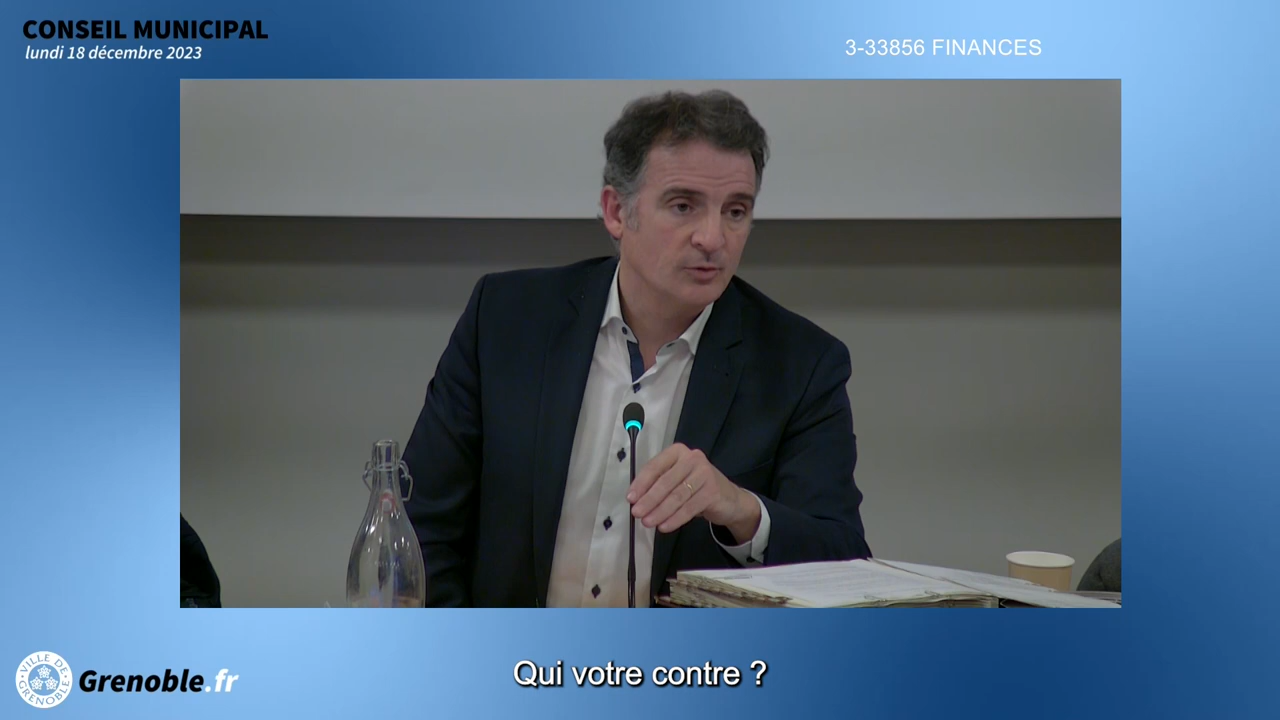 CONSEIL MUNICIPAL
lundi 18 décembre 2023
3-33856 FINANCES
VILLE DE
GRENOBLE
Grenoble.fr
Qui votre contre ?